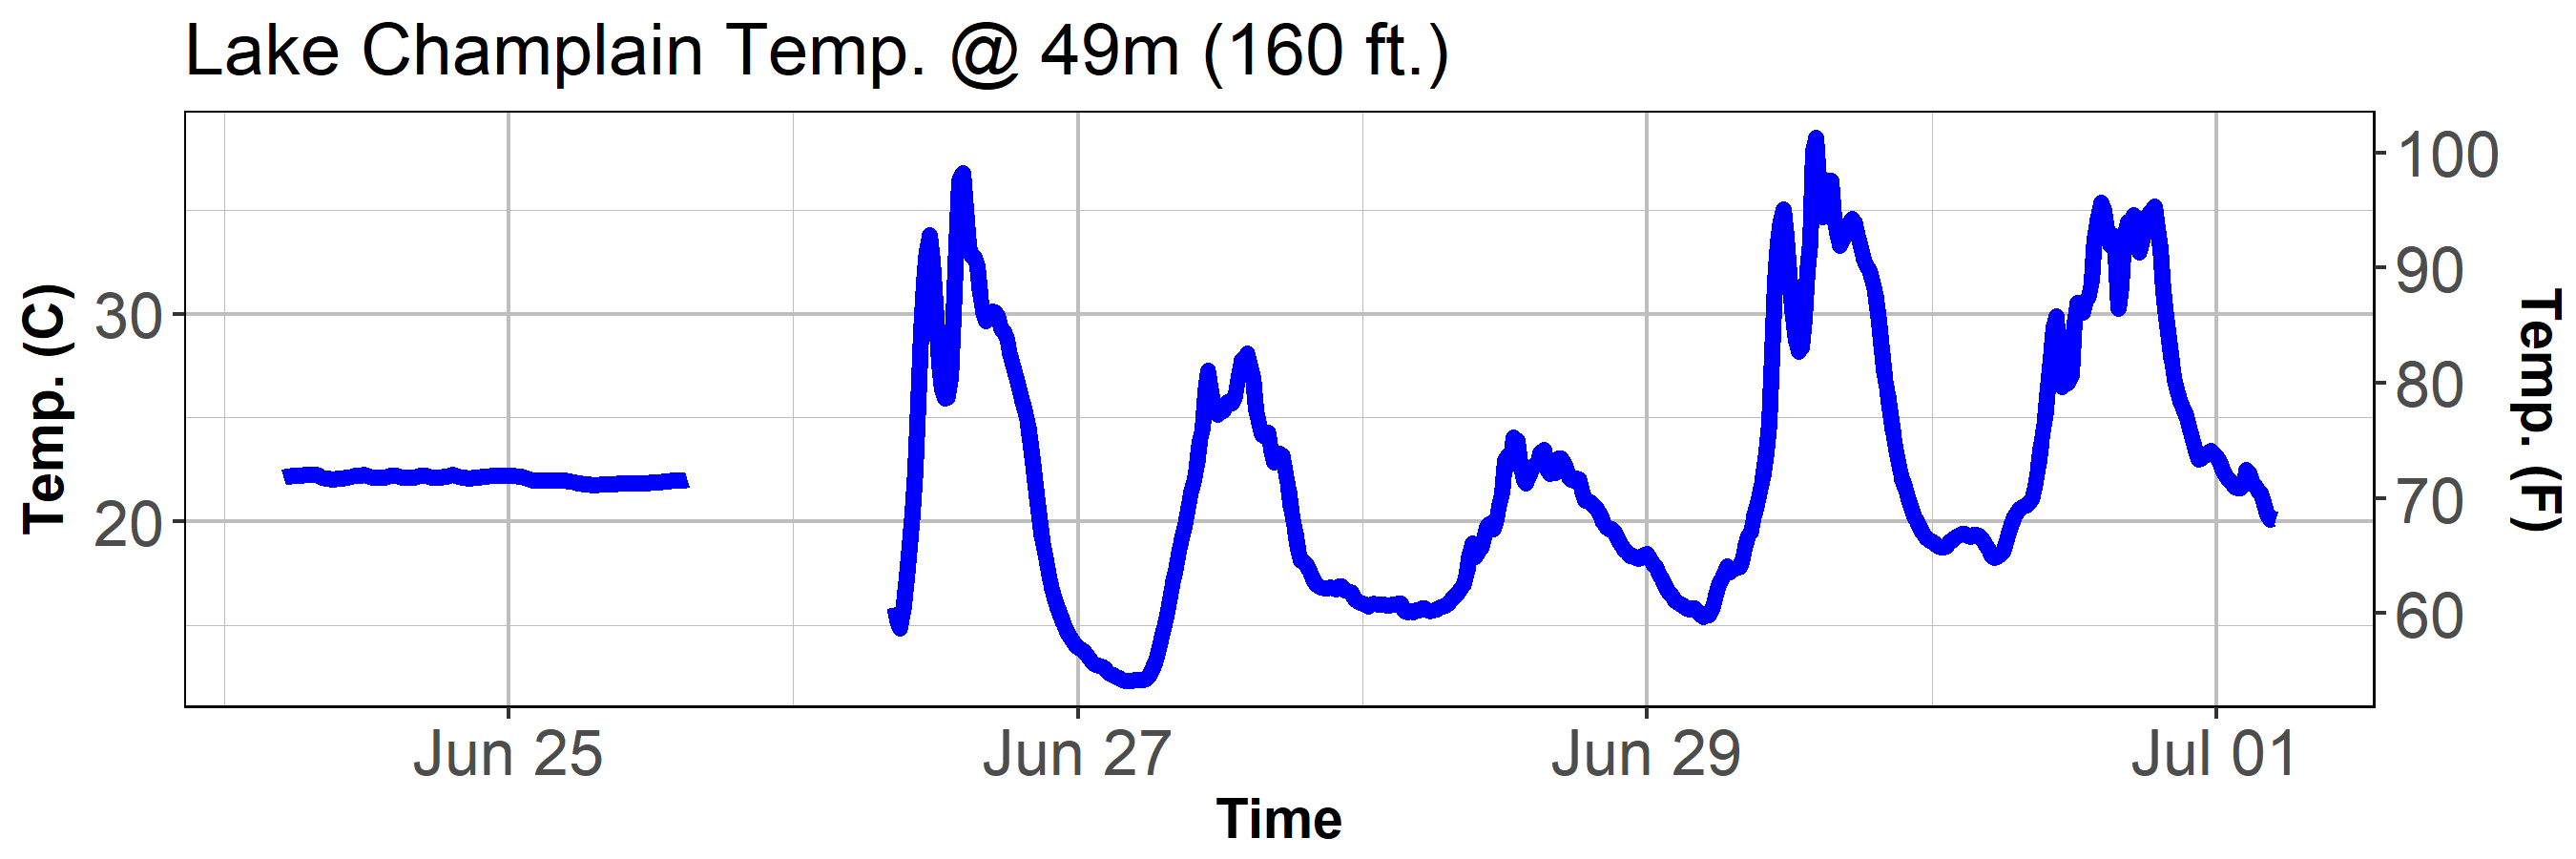 Lake Champlain Temp. @ 49m (160 ft.)
Temp. (C)
30
20
100
90
80
70
60
Temp. (F)
Jun 25
Jun 27
Jun 29
Jul 01
Time